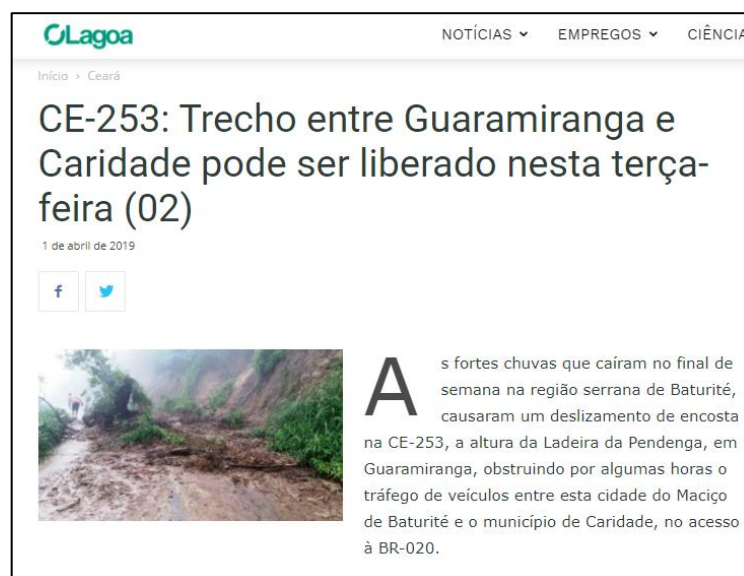 OLagoa
NOTÍCIAS EMPREGOS CIÊNCIA
Início › Ceará
CE-253: Trecho entre Guaramiranga e
Caridade pode ser liberado nesta terça-
feira (02)
1 de abril de 2019
f
As fortes chuvas que caíram no final de
semana na região serrana de Baturité,
causaram um deslizamento de encosta
na CE-253, a altura da Ladeira da Pendenga, em
Guaramiranga, obstruindo por algumas horas o
tráfego de veículos entre esta cidade do Maciço
de Baturité e o município de Caridade, no acesso
à BR-020.